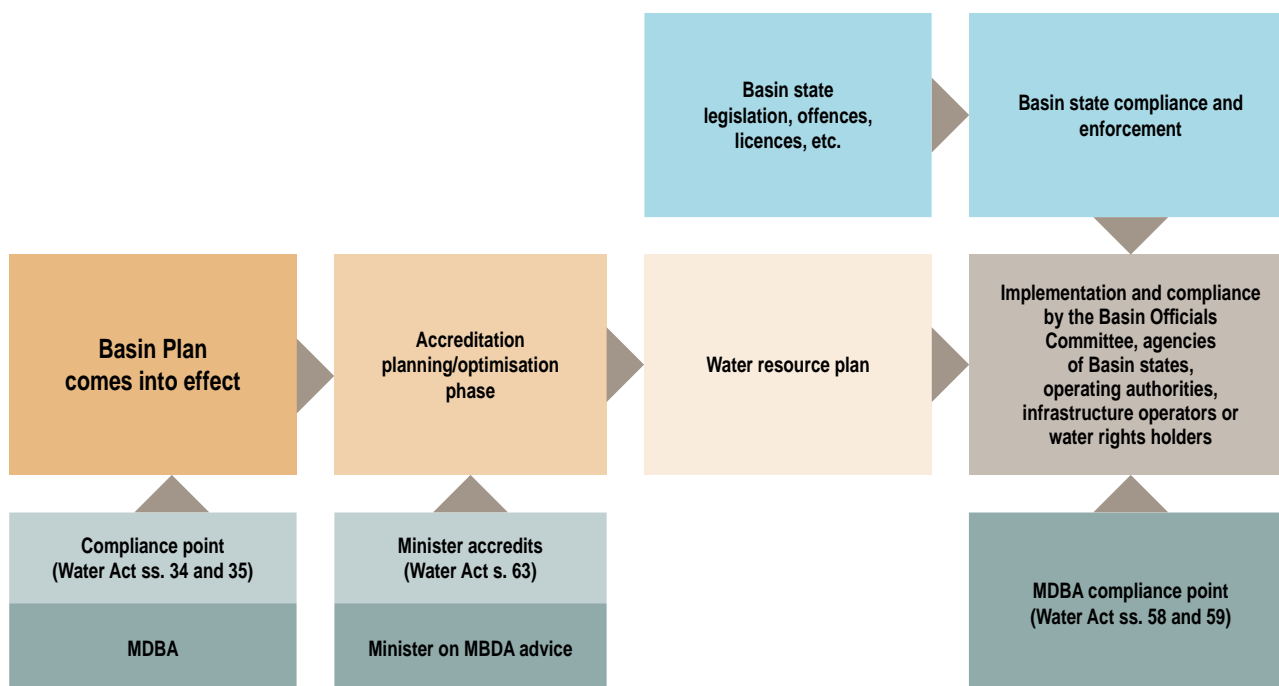 Basin state
legislation, offences,
licences, etc.
Basin state compliance and
enforcement
Basin Plan
comes into effect
Accreditation
planning/optimisation
phase
Water resource plan
Implementation and compliance
by the Basin Officials
Committee, agencies
of Basin states,
operating authorities,
infrastructure operators or
water rights holders
Compliance point
(Water Act ss. 34 and 35)
MDBA
Minister accredits
(Water Act s. 63)
Minister on MBDA advice
MDBA compliance point
(Water Act ss. 58 and 59)